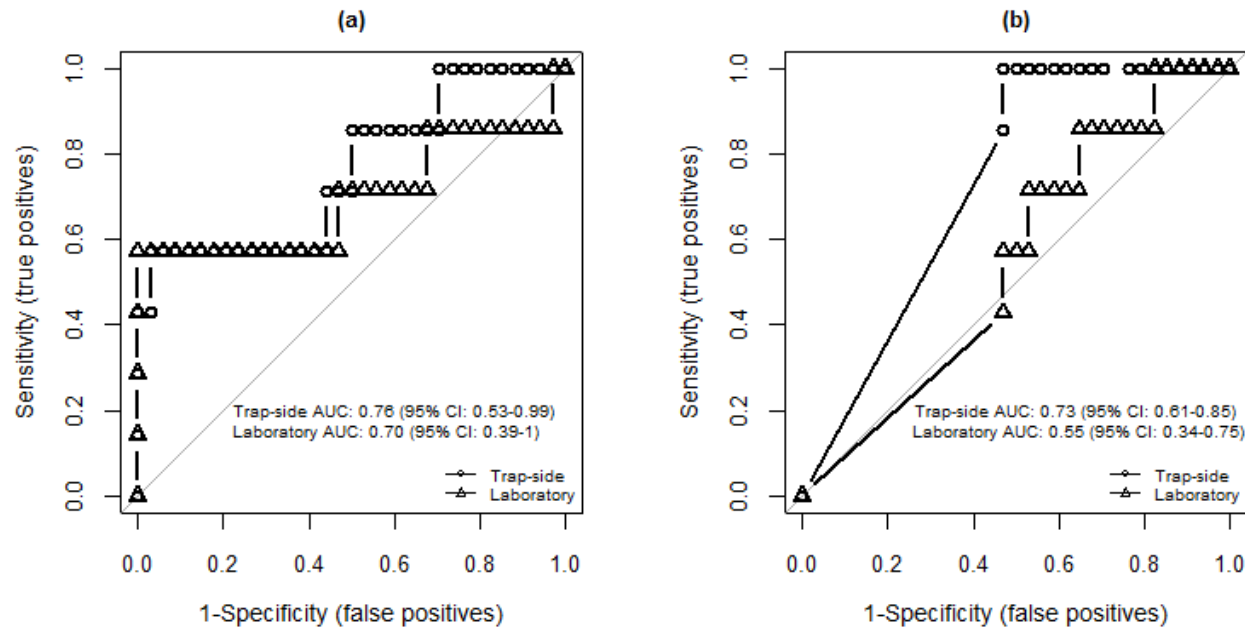 (a)
Sensitivity (true positives)
1.0
0.8
0.6
0.4
0.2
0.0
Trap-side AUC: 0.76 (95% CI: 0.53-0.99)
Laboratory AUC: 0.70 (95% CI: 0.39-1)
Trap-side
Laboratory
0.0 0.2 0.4 0.6 0.8 1.0
1-Specificity (false positives)
(b)
Sensitivity (true positives)
1.0
0.8
0.6
0.4
0.2
0.0
Trap-side AUC: 0.73 (95% CI: 0.61-0.85)
Laboratory AUC: 0.55 (95% CI: 0.34-0.75)
Trap-side
Laboratory
0.0 0.2 0.4 0.6 0.8 1.0
1-Specificity (false positives)